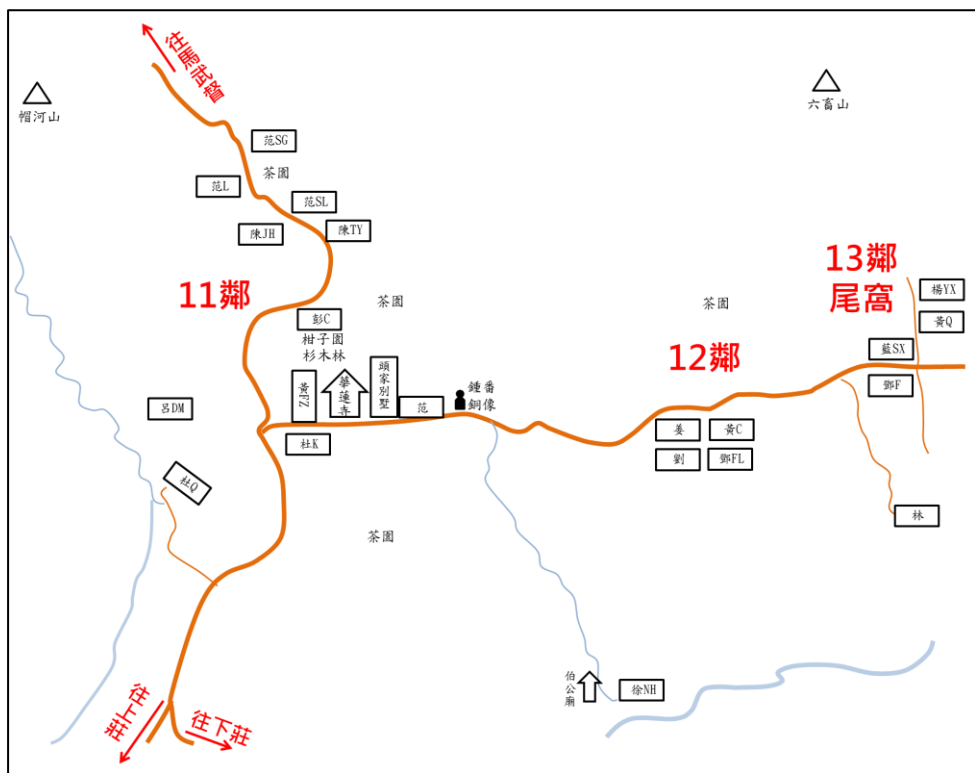 往馬武督
帽河山
六畜山
范SG
茶園
范L
范SL
陳JH
陳TY
11鄰
13鄰
尾窩
楊YX
黃Q
茶園
茶園
彭C
柑子園
杉木林
12鄰
藍SX
鄧F
黃FZ
華蓮寺
頭家別墅
范
鍾番
銅像
呂DM
杜K
姜
黃C
劉
鄧FL
杜Q
林
茶園
伯公廟
徐NH
往上莊
往下莊